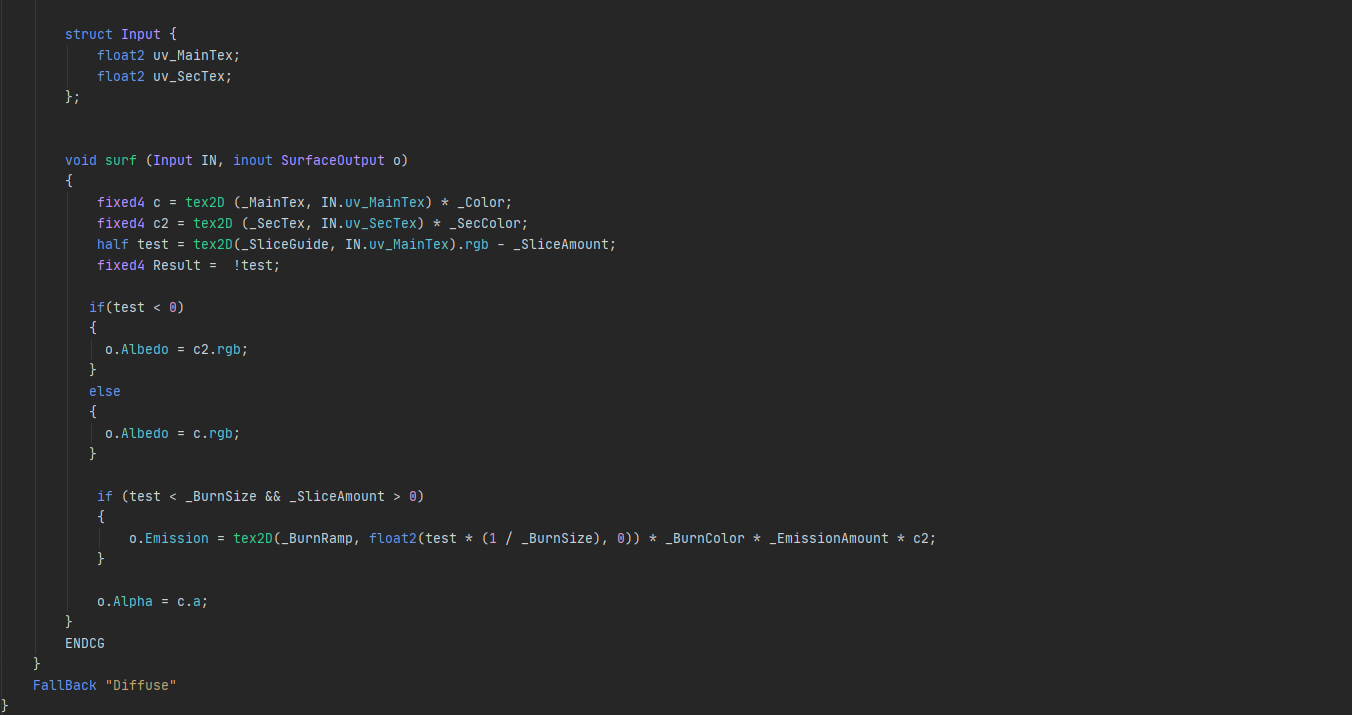 struct Input {
float2 uv_MainTex;
float2 uv_SecTex;
};
void surf (Input IN, inout SurfaceOutput o)
{
fixed4 c = tex2D (_MainTex, IN.uv_MainTex) * _Color;
fixed4 c2 = tex2D (_SecTex, IN.uv_SecTex) * _SecColor;
half test = tex2D(_SliceGuide, IN.uv_MainTex).rgb - _SliceAmount;
fixed4 Result =  !test;
if(test < 0)
{
o.Albedo = c2.rgb;
}
else
{
o.Albedo = c.rgb;
}
if (test < _BurnSize && _SliceAmount > 0)
{
o.Emission = tex2D(_BurnRamp, float2(test * (1 / _BurnSize), 0)) * _BurnColor * _EmissionAmount * c2;
}
o.Alpha = c.a;
}
ENDCG
}
FallBack "Diffuse"
}